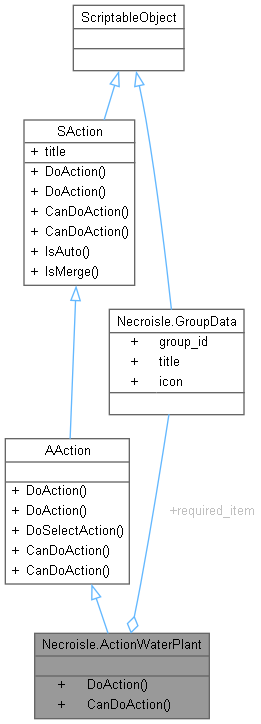 ScriptableObject
SAction
+ title
+ DoAction()
+ DoAction()
+ CanDoAction()
+ CanDoAction()
+ IsAuto()
+ IsMerge()
Necroisle.GroupData
+ group_id
+ title
+ icon
AAction
+ DoAction()
+ DoAction()
+ DoSelectAction()
+ CanDoAction()
+ CanDoAction()
+required_item
Necroisle.ActionWaterPlant
+ DoAction()
+ CanDoAction()